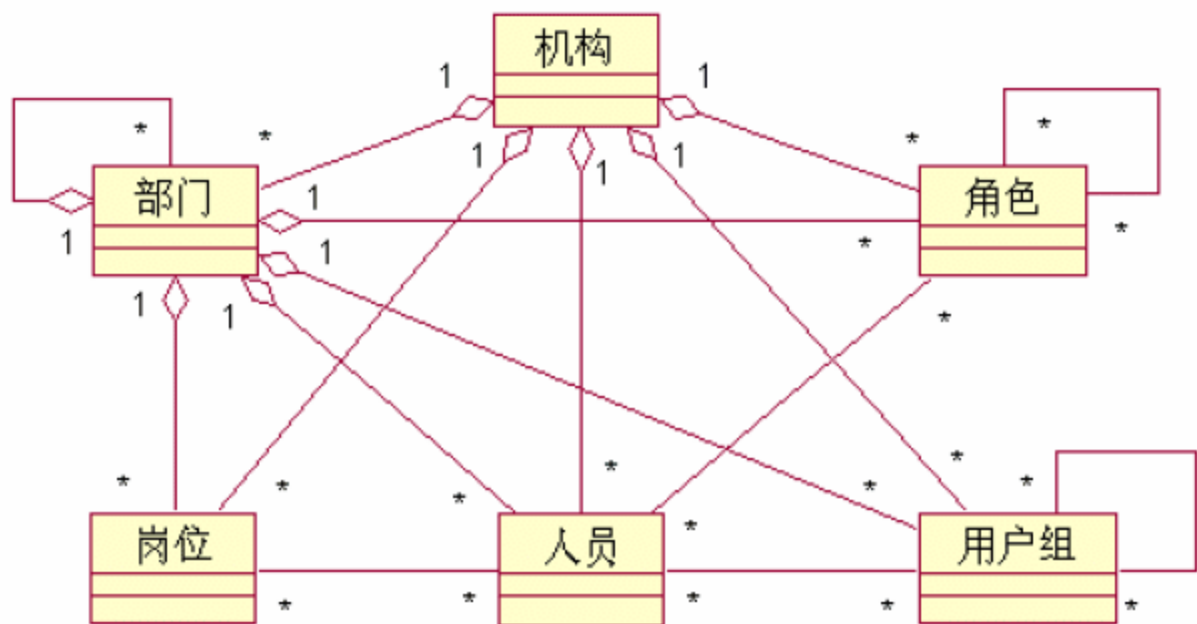 机构
1 1
* * * *
1 1 1
部门 1 角色
1 * *
1
1 1 *
* * * * * *
*
岗位 人员 用户组
* * * * *